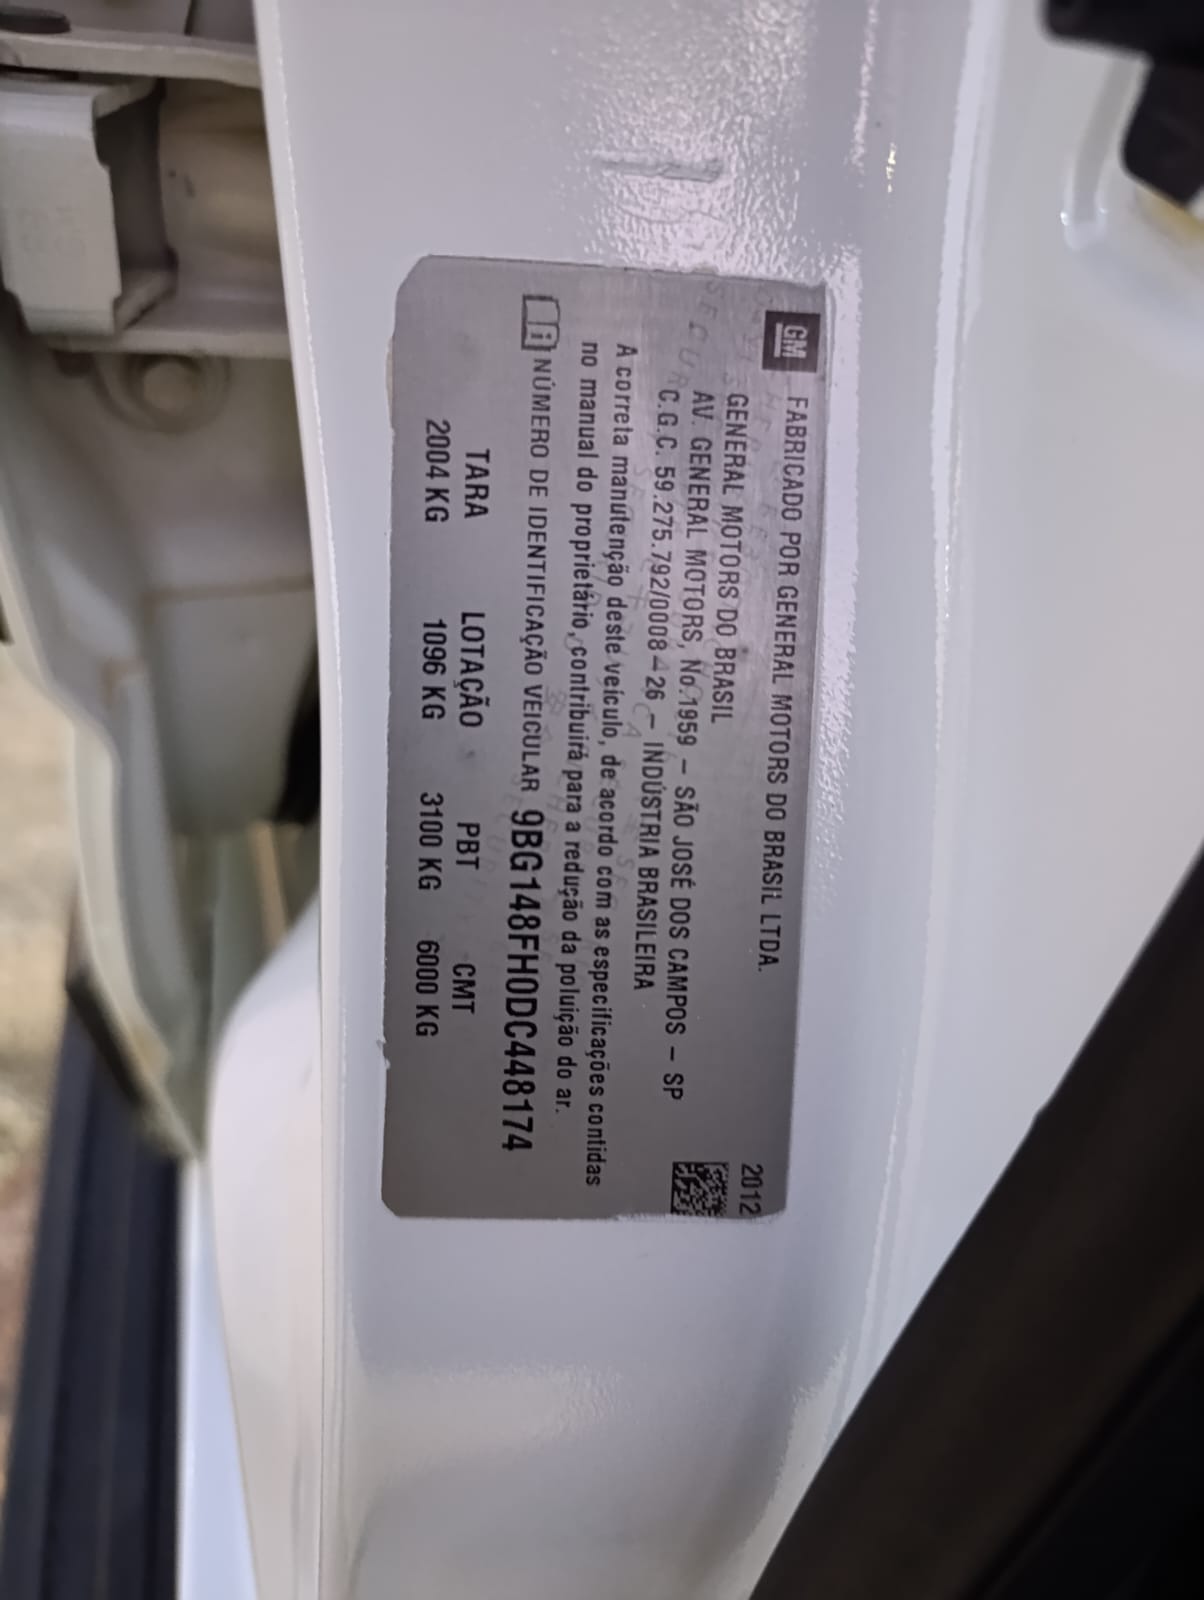 GM FABRICADO POR GENERAL MOTORS DO BRASIL LTDA.
2012
GENERAL MOTORS DO BRASIL
AV. GENERAL MOTORS, No.1959 – SÃO JOSÉ DOS CAMPOS – SP
C.G.C. 59.275.792/0008–26 – INDÚSTRIA BRASILEIRA
A correta manutenção deste veículo, de acordo com as especificações contidas
no manual do proprietário, contribuirá para a redução da poluição do ar.
i NÚMERO DE IDENTIFICAÇÃO VEICULAR 9BG148FH0DC448174
TARA LOTAÇÃO PBT CMT
2004 KG 1096 KG 3100 KG 6000 KG